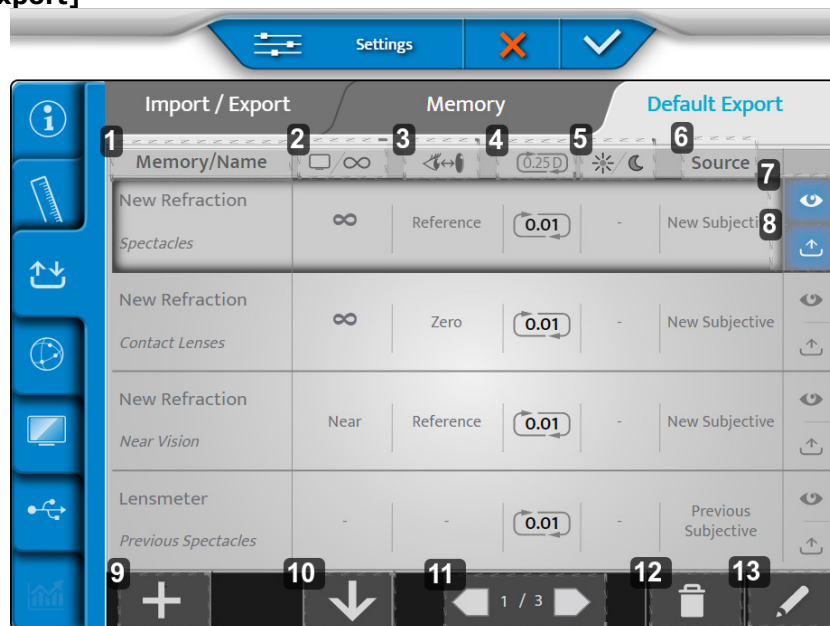 xport]
Settings
Import / Export
Memory
Default Export
1
2
3
4
5
6
Memory/Name
0.25 D
Source
7
New Refraction
Spectacles
∞
Reference
0.01
-
New Subjecti
8
New Refraction
Contact Lenses
∞
Zero
0.01
-
New Subjective
New Refraction
Near Vision
Near
Reference
0.01
-
New Subjective
Lensmeter
Previous Spectacles
-
-
0.01
-
Previous
Subjective
9
10
11
1 / 3
12
13